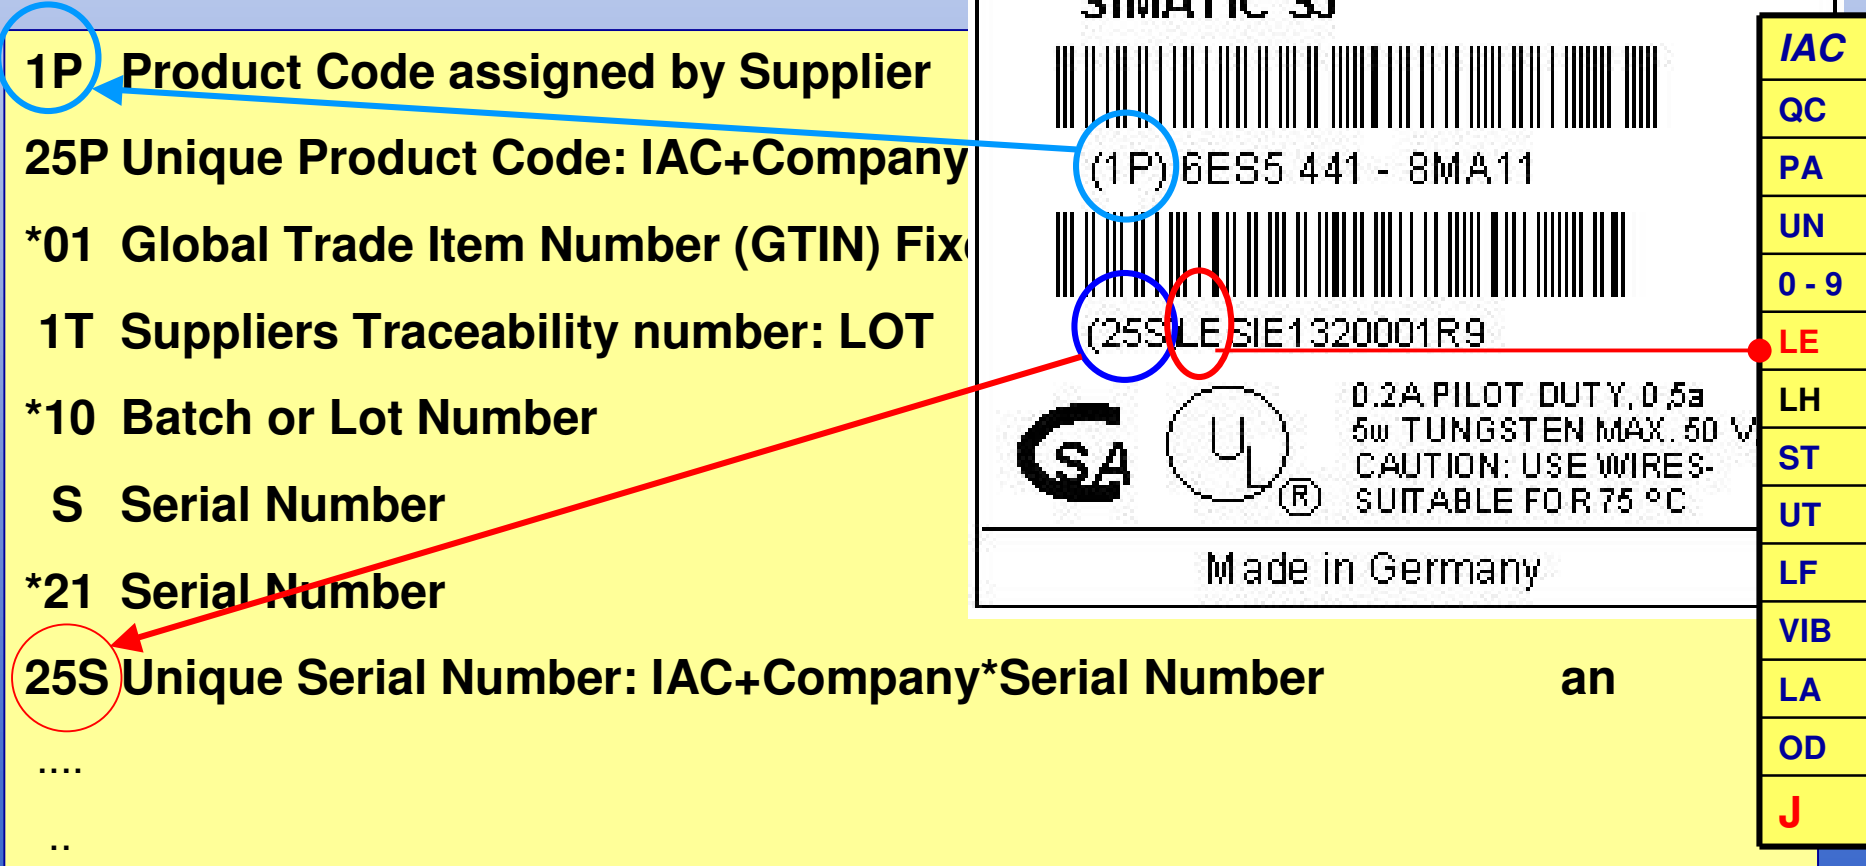 1P Product Code assigned by Supplier
25P Unique Product Code: IAC+Company
*01 Global Trade Item Number (GTIN)
1T Suppliers Traceability number: LOT
*10 Batch or Lot Number
S Serial Number
*21 Serial Number
25S Unique Serial Number: IAC+Company*Serial Number an
....
..
SIMATIC S5
(1P) 6ES5 441 - 8MA11
(25S)LE SIE1320001R9
CSA
UL
®
0.2A PILOT DUTY, 0,5a
5w TUNGSTEN MAX. 50 V
CAUTION: USE WIRES-
SUITABLE FOR 75 °C
Made in Germany
IAC
QC
PA
UN
0 - 9
LE
LH
ST
UT
LF
VIB
LA
OD
J